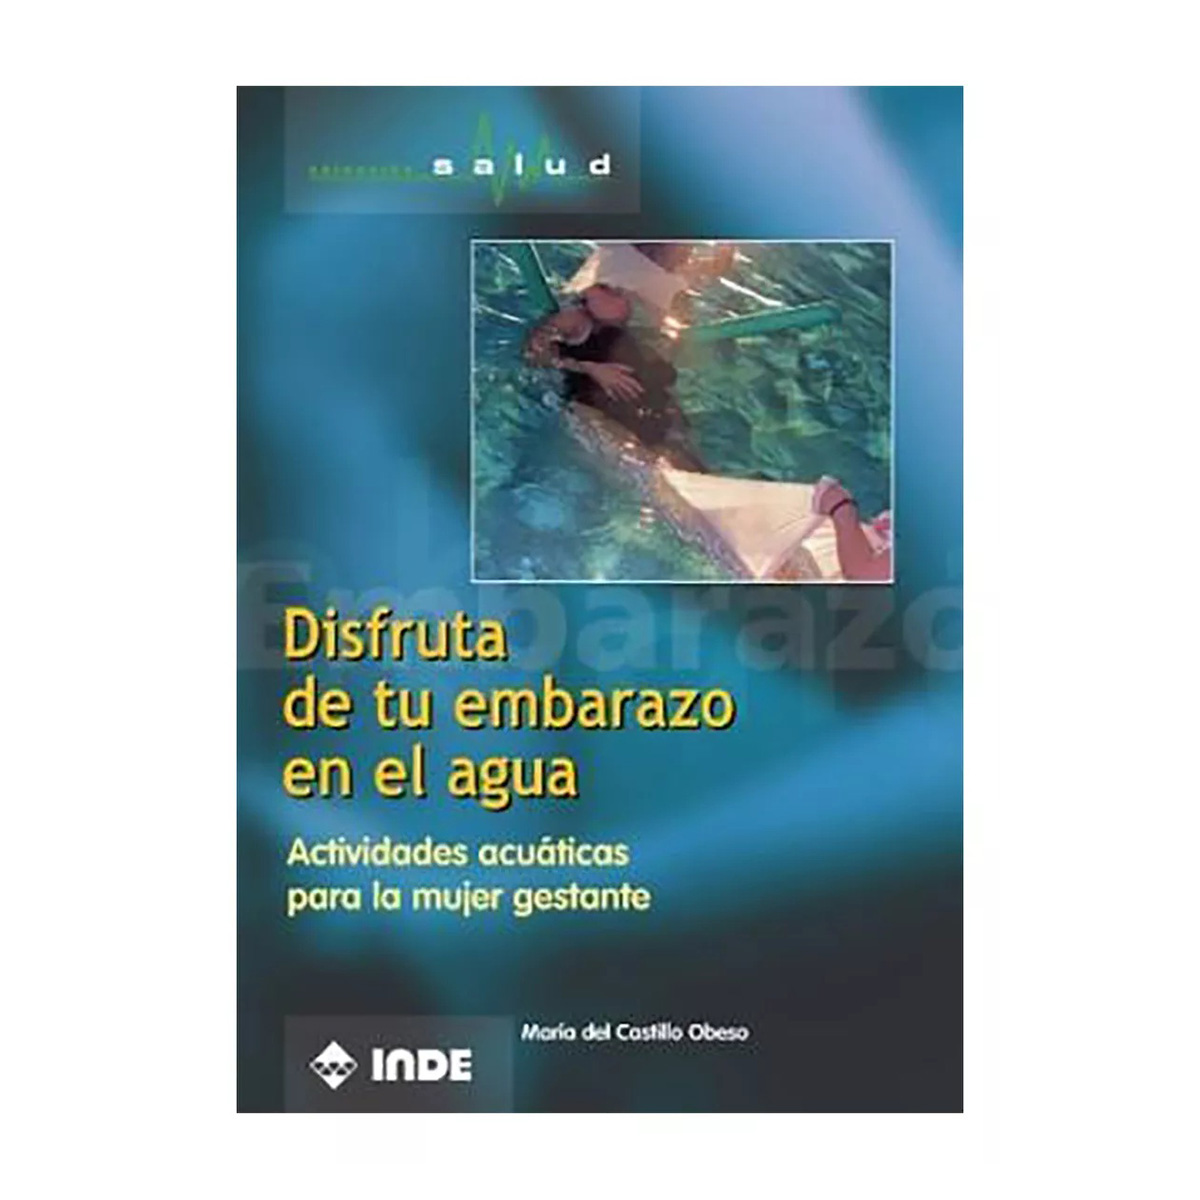 salud
Embarazo
Disfruta
de tu embarazo
en el agua
Actividades acuáticas
para la mujer gestante
María del Castillo Obeso
INDE